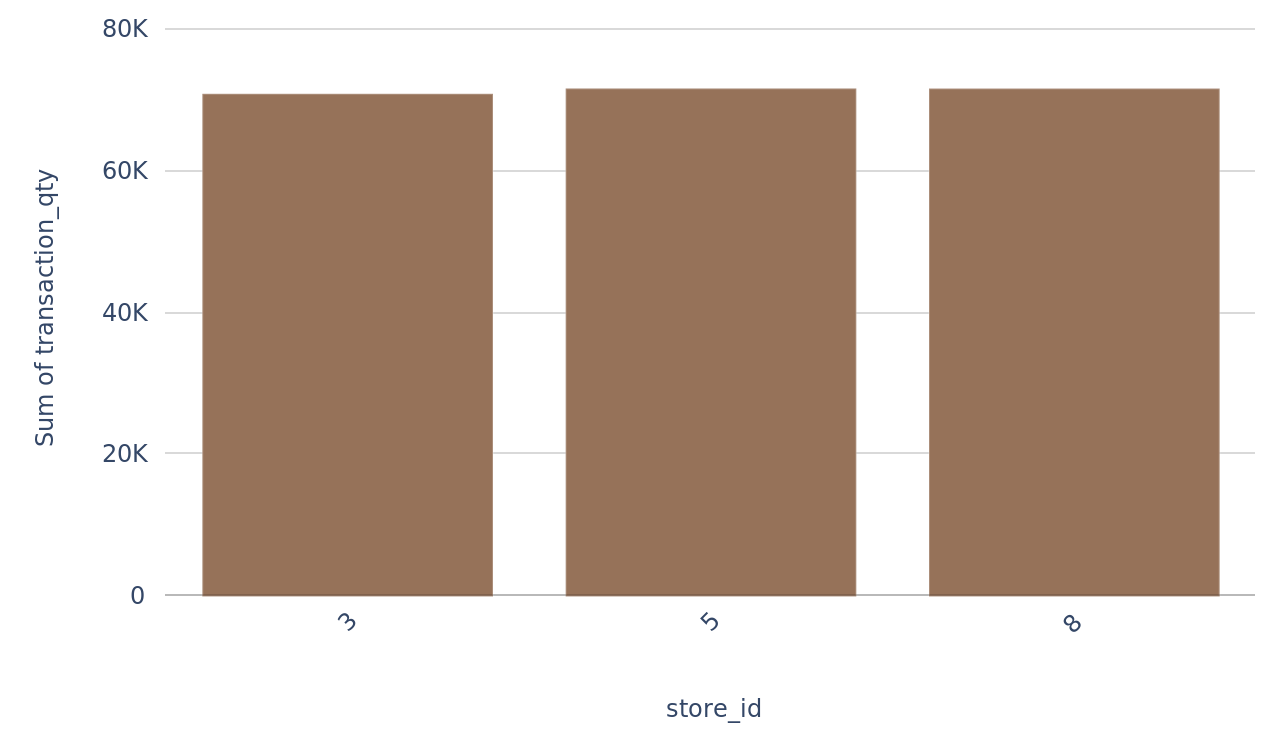 80K
60K
40K
20K
0
Sum of transaction_qty
3
5
8
store_id